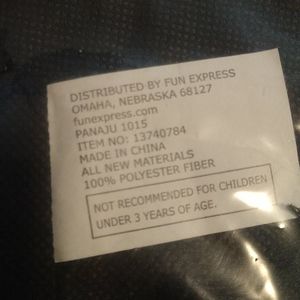 DISTRIBUTED BY FUN EXPRESS
OMAHA, NEBRASKA 68127
funexpress.com
PANAJU 1015
ITEM NO: 13740784
MADE IN CHINA
ALL NEW MATERIALS
100% POLYESTER FIBER
NOT RECOMMENDED FOR CHILDREN
UNDER 3 YEARS OF AGE.